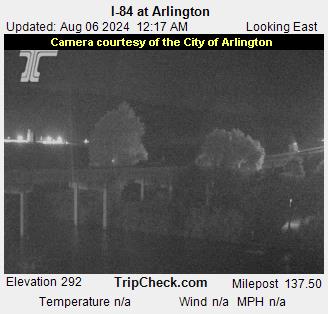 I-84 at Arlington
Updated: Aug 06 2024 12:17 AM Looking East
Camera courtesy of the City of Arlington
Elevation 292 TripCheck.com Milepost 137.50
Temperature n/a Wind n/a MPH n/a